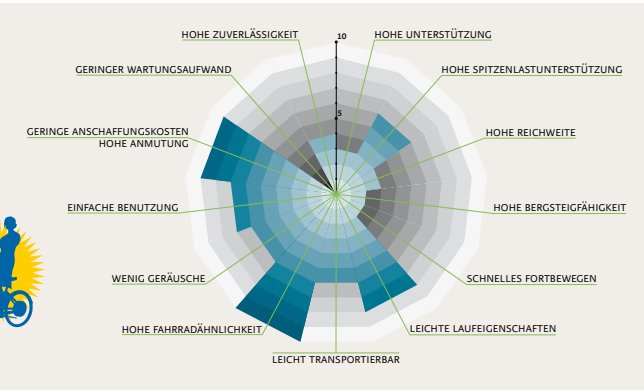 10
HOHE ZUVERLÄSSIGKEIT
HOHE UNTERSTÜTZUNG
GERINGER WARTUNGSAUFWAND
HOHE SPITZENLASTUNTERSTÜTZUNG
5
GERINGE ANSCHAFFUNGSKOSTEN
HOHE ANMUTUNG
HOHE REICHWEITE
EINFACHE BENUTZUNG
HOHE BERGSTEIGFÄHIGKEIT
WENIG GERÄUSCHE
SCHNELLES FORTBEWEGEN
HOHE FAHRRADÄHNLICHKEIT
LEICHTE LAUFEIGENSCHAFTEN
LEICHT TRANSPORTIERBAR